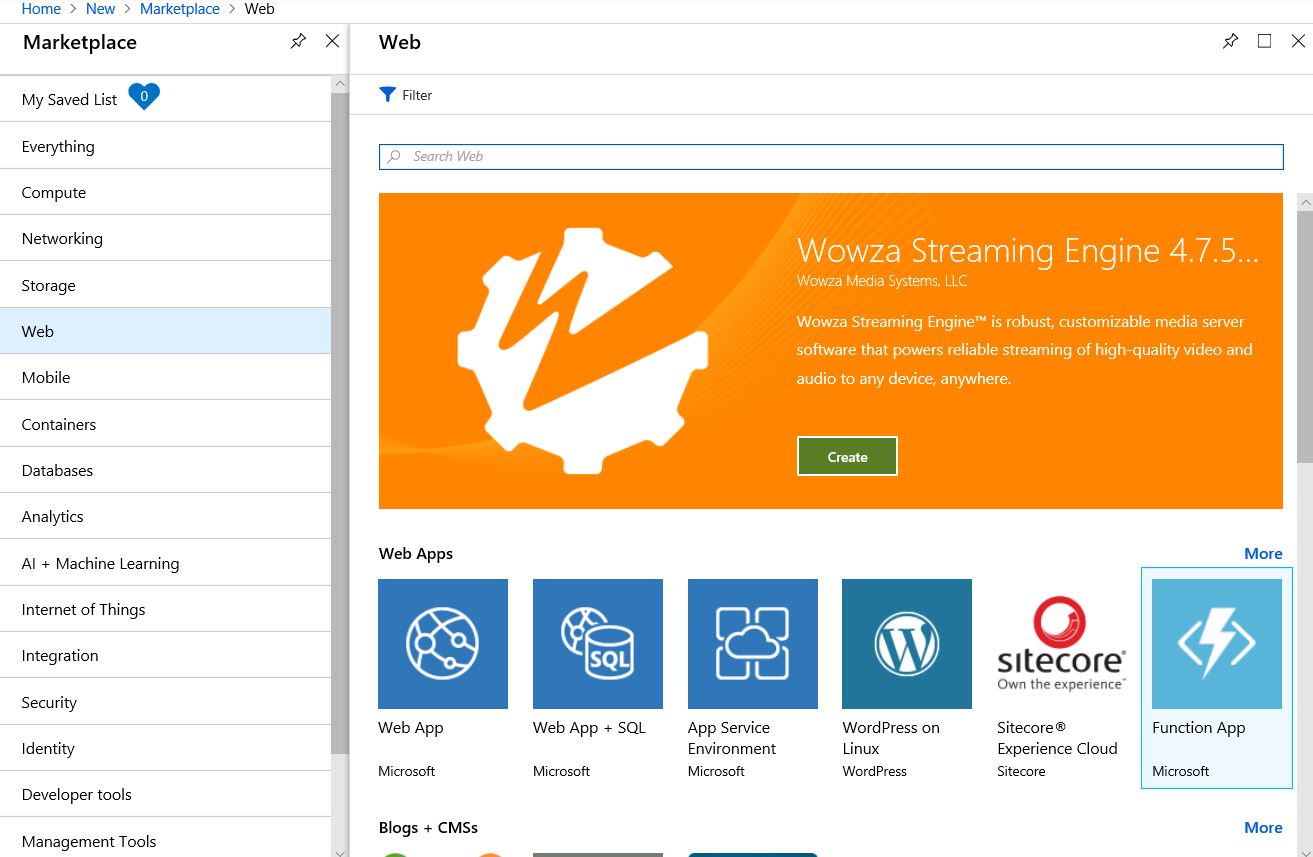 Home > New > Marketplace > Web
Marketplace
My Saved List 0
Everything
Compute
Networking
Storage
Web
Mobile
Containers
Databases
Analytics
AI + Machine Learning
Internet of Things
Integration
Security
Identity
Developer tools
Management Tools
Web
Filter
Search Web
Wowza Streaming Engine 4.7.5...
Wowza Media Systems, LLC
Wowza Streaming Engine™ is robust, customizable media server
software that powers reliable streaming of high-quality video and
audio to any device, anywhere.
Create
Web Apps
More
SQL
sitecore®
Own the experience™
Web App
Microsoft
Web App + SQL
Microsoft
App Service
Environment
Microsoft
WordPress on
Linux
WordPress
Sitecore®
Experience Cloud
Sitecore
Function App
Microsoft
Blogs + CMSs
More